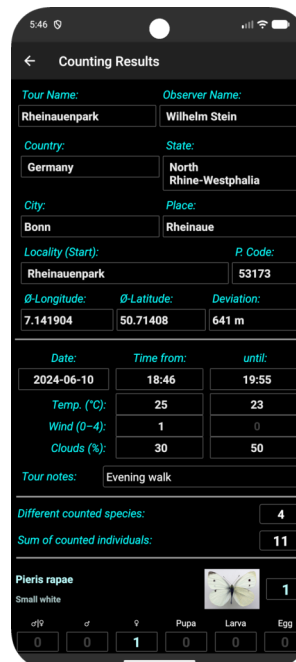 5:46
Counting Results
Tour Name: Observer Name:
Rheinauenpark Wilhelm Stein
Country: State:
Germany North
Rhine-Westphalia
City: Place:
Bonn Rheinaue
Locality (Start): P. Code:
Rheinauenpark 53173
Ø-Longitude: Ø-Latitude: Deviation:
7.141904 50.71408 641 m
Date: Time from: until:
2024-06-10 18:46 19:55
Temp. (°C): 25 23
Wind (0–4): 1 0
Clouds (%): 30 50
Tour notes: Evening walk
Different counted species: 4
Sum of counted individuals: 11
Pieris rapae 1
Small white
♂|♀ ♂ ♀ Pupa Larva Egg
0 0 1 0 0 0